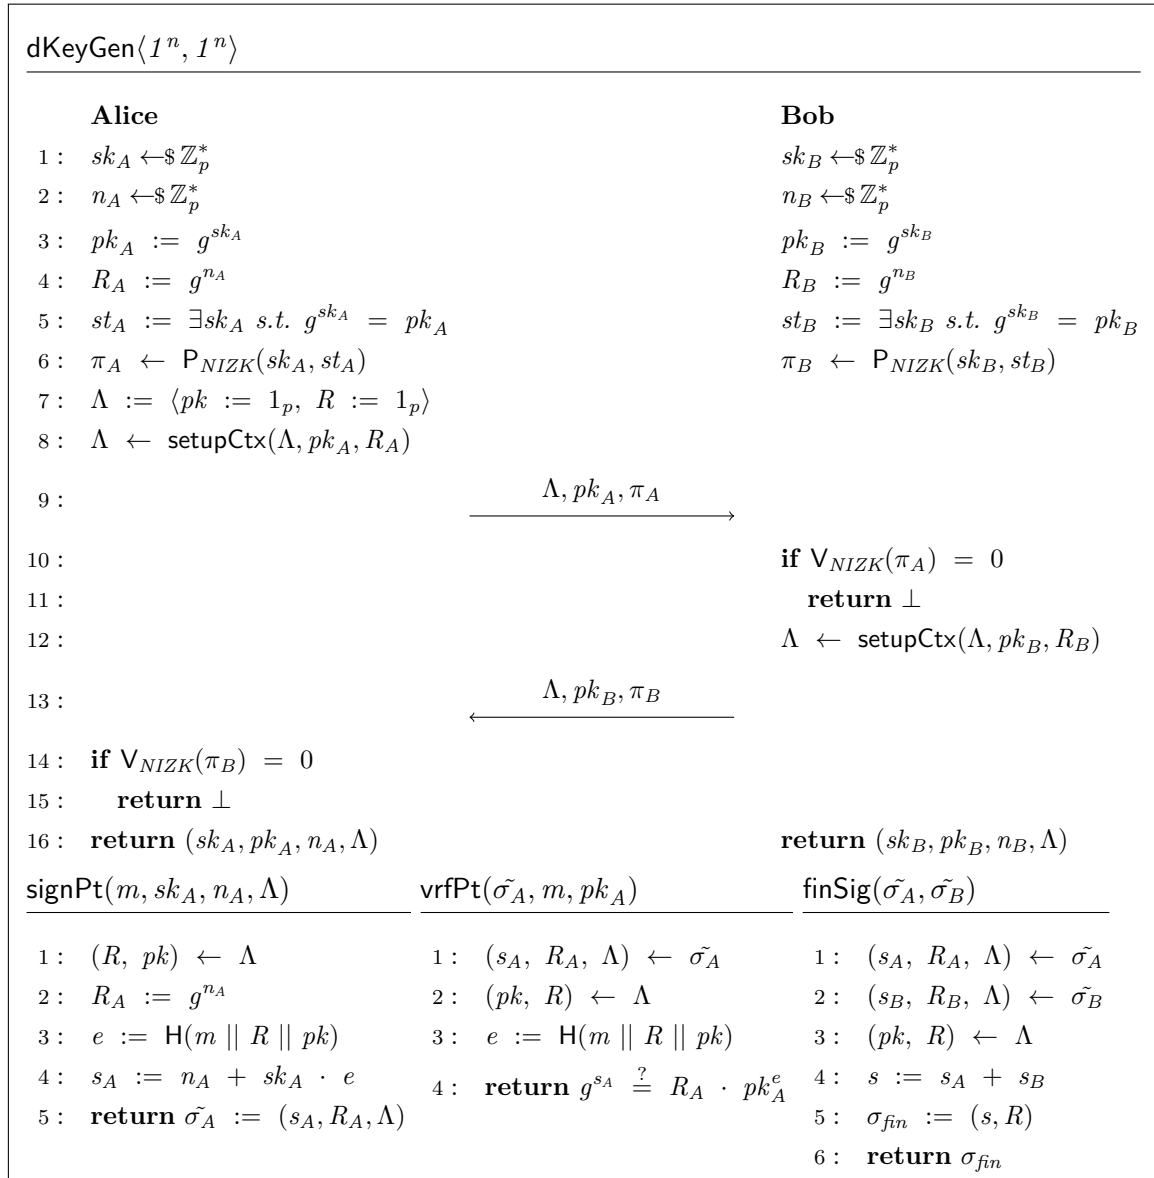 dKeyGen⟨1^n, 1^n⟩
Alice Bob
1 : sk_A ←$ ℤ_p^* sk_B ←$ ℤ_p^*
2 : n_A ←$ ℤ_p^* n_B ←$ ℤ_p^*
3 : pk_A := g^{sk_A} pk_B := g^{sk_B}
4 : R_A := g^{n_A} R_B := g^{n_B}
5 : st_A := ∃sk_A s.t. g^{sk_A} = pk_A st_B := ∃sk_B s.t. g^{sk_B} = pk_B
6 : π_A ← P_{NIZK}(sk_A, st_A) π_B ← P_{NIZK}(sk_B, st_B)
7 : Λ := ⟨pk := 1_p, R := 1_p⟩
8 : Λ ← setupCtx(Λ, pk_A, R_A)
9 : Λ, pk_A, π_A
10 : if V_{NIZK}(π_A) = 0
11 : return ⊥
12 : Λ ← setupCtx(Λ, pk_B, R_B)
13 : Λ, pk_B, π_B
14 : if V_{NIZK}(π_B) = 0
15 : return ⊥
16 : return (sk_A, pk_A, n_A, Λ) return (sk_B, pk_B, n_B, Λ)
signPt(m, sk_A, n_A, Λ)
1 : (R, pk) ← Λ
2 : R_A := g^{n_A}
3 : e := H(m || R || pk)
4 : s_A := n_A + sk_A · e
5 : return σ̃_A := (s_A, R_A, Λ)
vrfPt(σ̃_A, m, pk_A)
1 : (s_A, R_A, Λ) ← σ̃_A
2 : (pk, R) ← Λ
3 : e := H(m || R || pk)
4 : return g^{s_A} ≟ R_A · pk_A^e
finSig(σ̃_A, σ̃_B)
1 : (s_A, R_A, Λ) ← σ̃_A
2 : (s_B, R_B, Λ) ← σ̃_B
3 : (pk, R) ← Λ
4 : s := s_A + s_B
5 : σ_{fin} := (s, R)
6 : return σ_{fin}